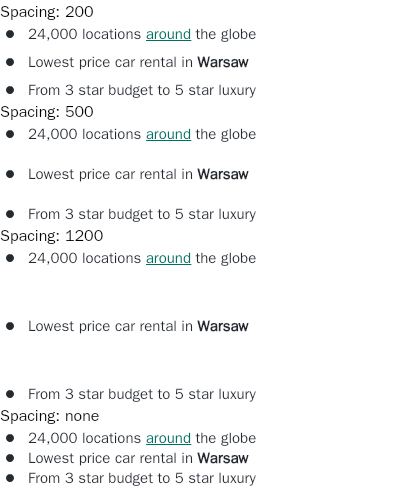 Spacing: 200
● 24,000 locations around the globe
● Lowest price car rental in Warsaw
● From 3 star budget to 5 star luxury
Spacing: 500
● 24,000 locations around the globe
● Lowest price car rental in Warsaw
● From 3 star budget to 5 star luxury
Spacing: 1200
● 24,000 locations around the globe
● Lowest price car rental in Warsaw
● From 3 star budget to 5 star luxury
Spacing: none
● 24,000 locations around the globe
● Lowest price car rental in Warsaw
● From 3 star budget to 5 star luxury